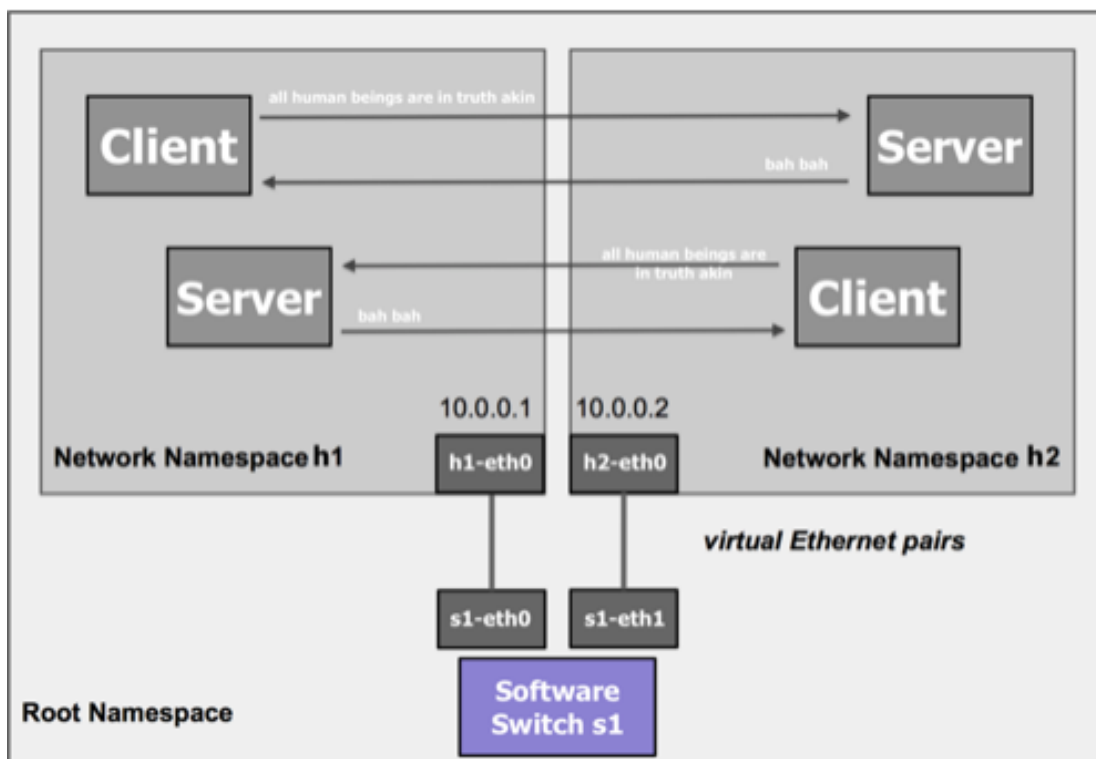 all human beings are in truth akin
Client
Server
bah bah
all human beings are
in truth akin
Server
Client
bah bah
10.0.0.1
10.0.0.2
Network Namespace h1
h1-eth0
h2-eth0
Network Namespace h2
virtual Ethernet pairs
s1-eth0
s1-eth1
Software
Switch s1
Root Namespace